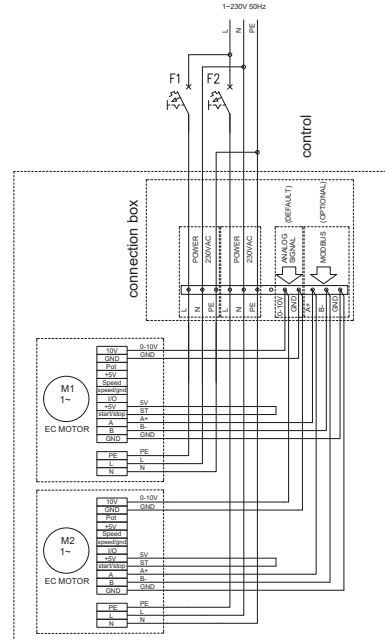 1~230V 50Hz
L
N
PE
F1
F2
control
connection box
POWER
230VAC
POWER
230VAC
ANALOG
SIGNAL
(DEFAULT)
MODBUS
(OPTIONAL)
L
N
PE
L
N
PE
0-10V
GND
A+
B-
GND
M1
1~
EC MOTOR
10V
GND
Pot
+5V
Speed
speed/gnd
I/O
+5V
start/stop
A
B
GND
PE
L
N
0-10V
GND
5V
ST
A+
B-
GND
PE
L
N
M2
1~
EC MOTOR
10V
GND
Pot
+5V
Speed
speed/gnd
I/O
+5V
start/stop
A
B
GND
PE
L
N
0-10V
GND
5V
ST
A+
B-
GND
PE
L
N